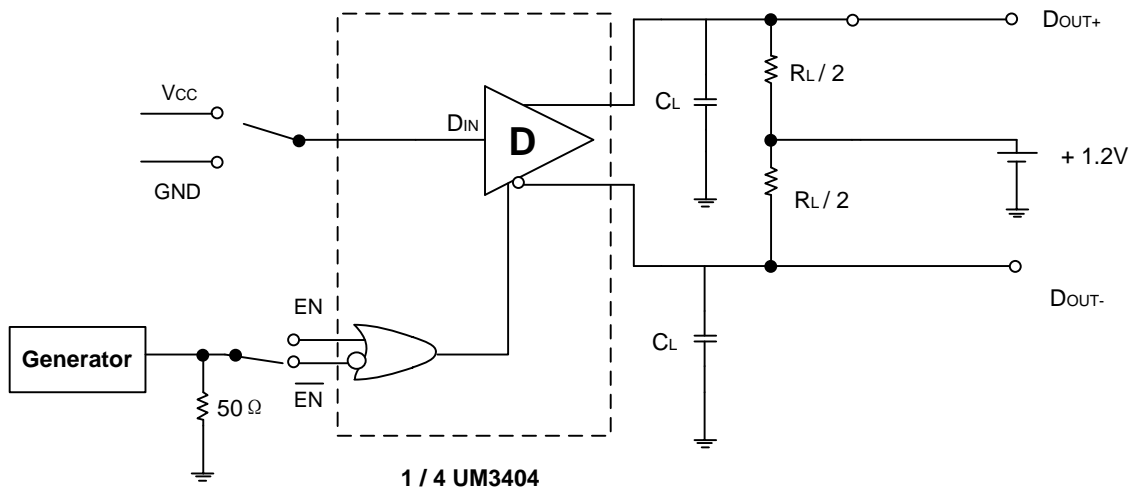 DOUT+
RL / 2
VCC
CL
DIN
D
+ 1.2V
GND
RL / 2
EN
DOUT-
Generator
CL
EN
50 Ω
1 / 4 UM3404